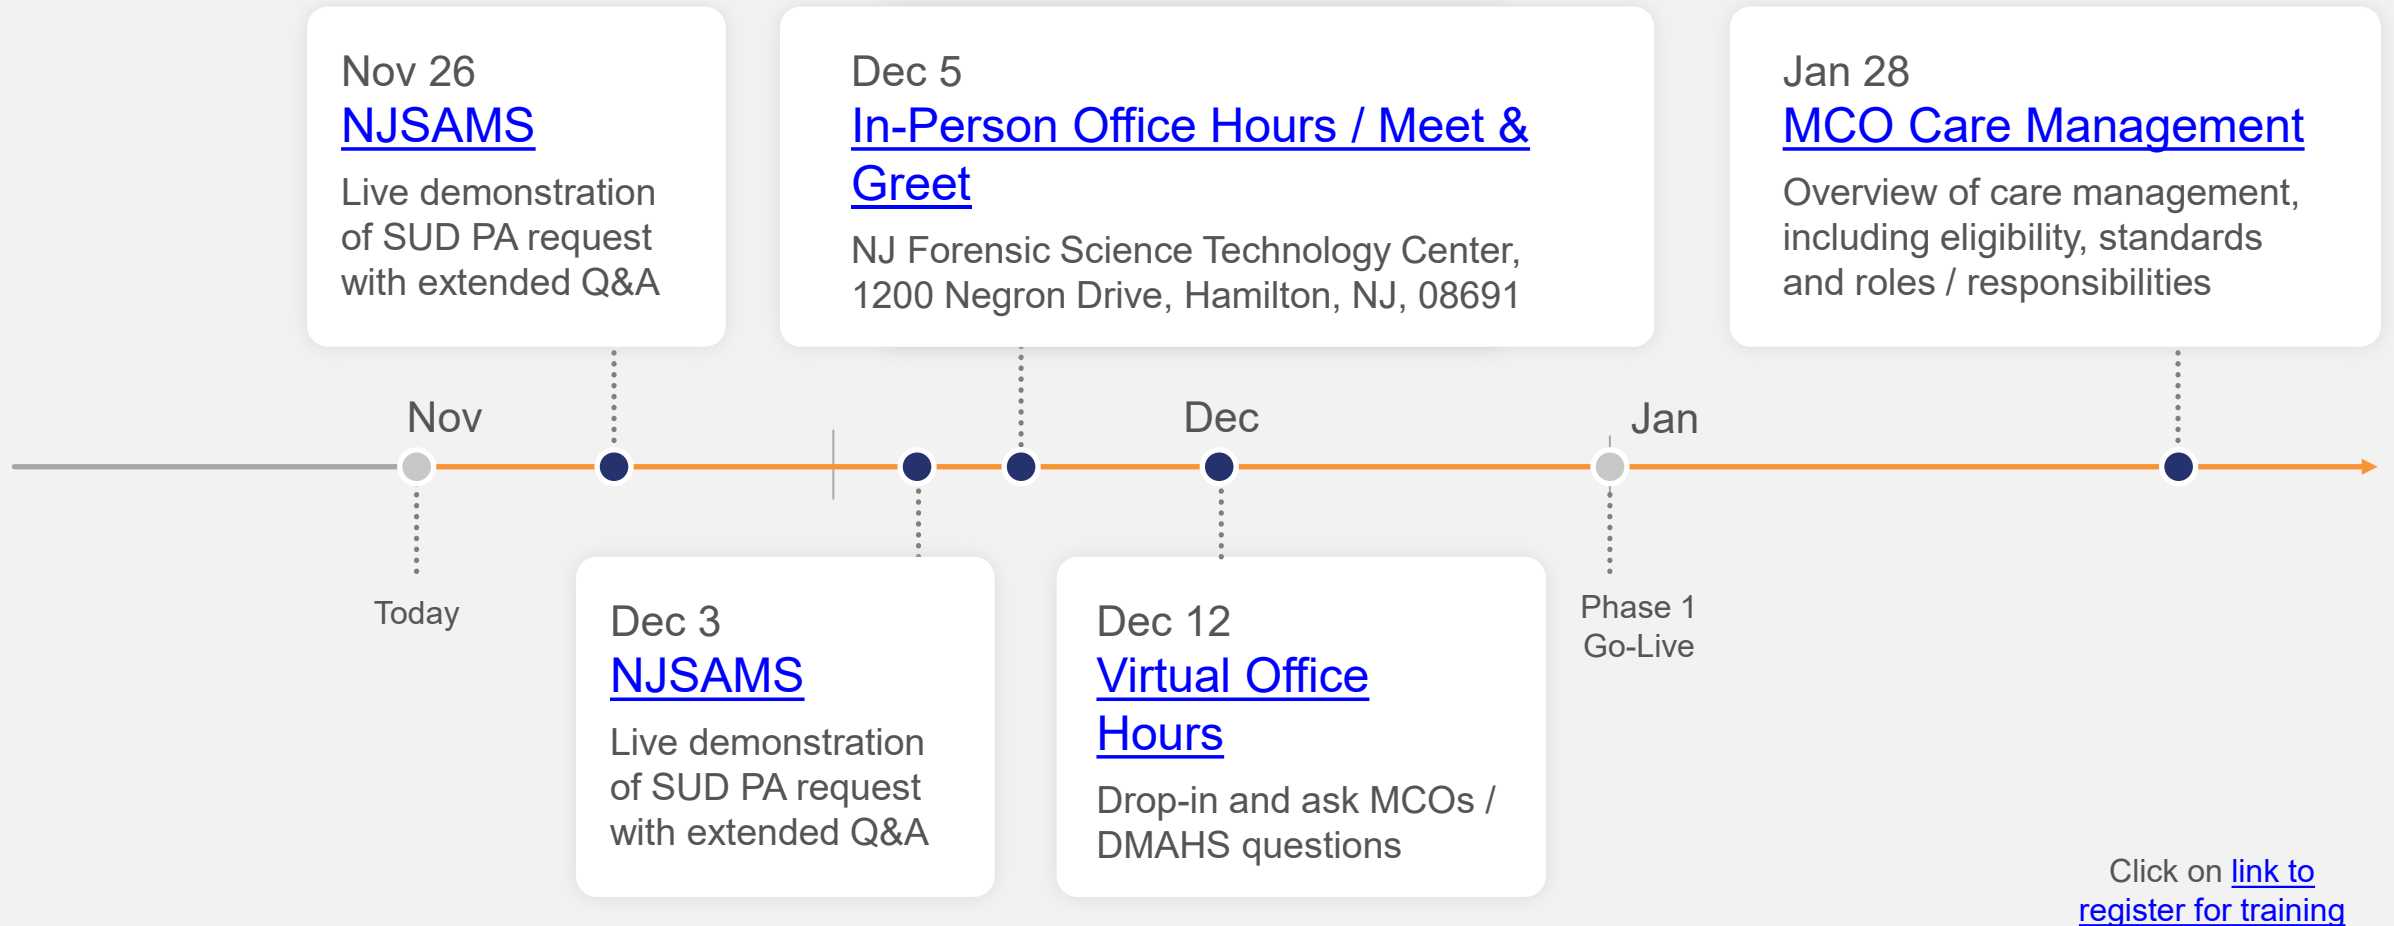 Nov 26
NJSAMS
Live demonstration
of SUD PA request
with extended Q&A
Dec 5
In-Person Office Hours / Meet &
Greet
NJ Forensic Science Technology Center,
1200 Negron Drive, Hamilton, NJ, 08691
Jan 28
MCO Care Management
Overview of care management,
including eligibility, standards
and roles / responsibilities
Nov
Dec
Jan
Today
Dec 3
NJSAMS
Live demonstration
of SUD PA request
with extended Q&A
Dec 12
Virtual Office
Hours
Drop-in and ask MCOs /
DMAHS questions
Phase 1
Go-Live
Click on link to
register for training